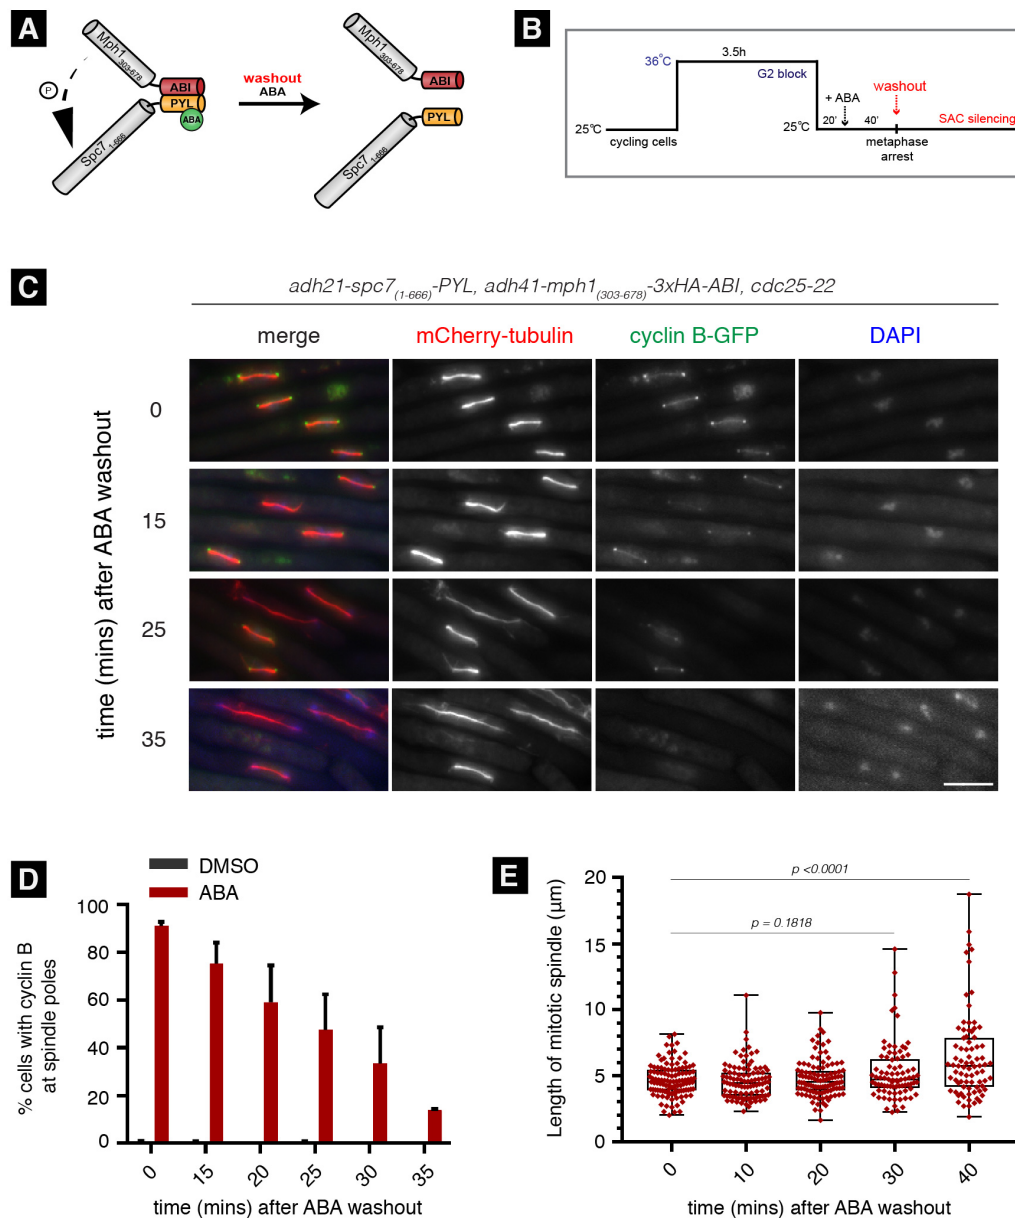 A
Mph1 303-678
ABI
PYL
ABA
P
Spc7 1-666
washout
ABA
Mph1 303-678
ABI
PYL
Spc7 1-666
B
36°C
3.5h
G2 block
+ ABA
washout
25°C
25°C
20'
40'
SAC silencing
cycling cells
metaphase
arrest
C
adh21-spc7(1-666)-PYL, adh41-mph1(303-678)-3xHA-ABI, cdc25-22
merge
mCherry-tubulin
cyclin B-GFP
DAPI
time (mins) after ABA washout
0
15
25
35
D
DMSO
ABA
% cells with cyclin B
at spindle poles
100
80
60
40
20
0
0
15
20
25
30
35
time (mins) after ABA washout
E
Length of mitotic spindle (μm)
20
15
10
5
0
p <0.0001
p = 0.1818
0
10
20
30
40
time (mins) after ABA washout